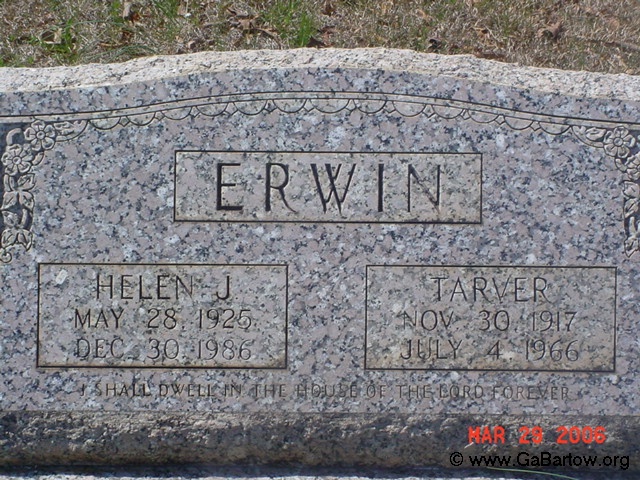 ERWIN
HELEN J.
MAY 28, 1925
DEC. 30, 1986
TARVER
NOV. 30, 1917
JULY 4, 1966
I SHALL DWELL IN THE HOUSE OF THE LORD FOREVER
MAR 29 2006
© www.GaBartow.org